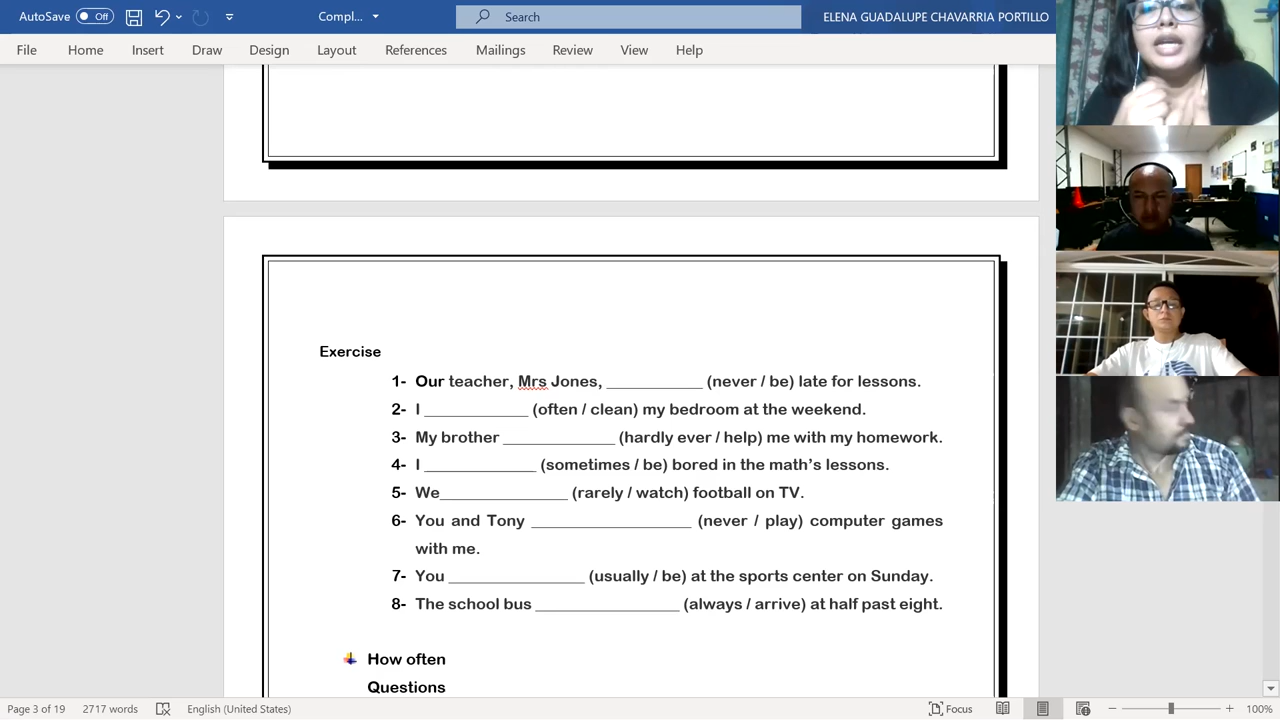 AutoSave Off Compl... Search ELENA GUADALUPE CHAVARRIA PORTILLO
File Home Insert Draw Design Layout References Mailings Review View Help
Exercise
1- Our teacher, Mrs Jones, ____________ (never / be) late for lessons.
2- I _____________ (often / clean) my bedroom at the weekend.
3- My brother ______________ (hardly ever / help) me with my homework.
4- I ______________ (sometimes / be) bored in the math’s lessons.
5- We________________ (rarely / watch) football on TV.
6- You and Tony ____________________ (never / play) computer games
with me.
7- You _________________ (usually / be) at the sports center on Sunday.
8- The school bus __________________ (always / arrive) at half past eight.
How often
Questions
Page 3 of 19 2717 words English (United States) Focus 100%